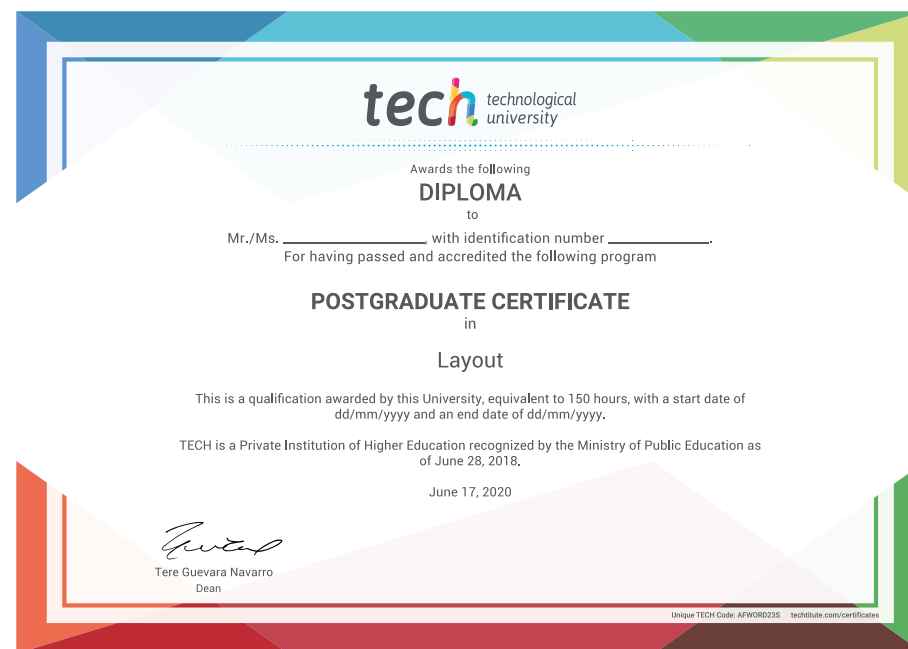 tech technological
university
Awards the following
DIPLOMA
to
Mr./Ms. ____________________, with identification number ______________.
For having passed and accredited the following program
POSTGRADUATE CERTIFICATE
in
Layout
This is a qualification awarded by this University, equivalent to 150 hours, with a start date of
dd/mm/yyyy and an end date of dd/mm/yyyy.
TECH is a Private Institution of Higher Education recognized by the Ministry of Public Education as
of June 28, 2018.
June 17, 2020
Tere Guevara Navarro
Dean
Unique TECH Code: AFWORD23S techtitute.com/certificates